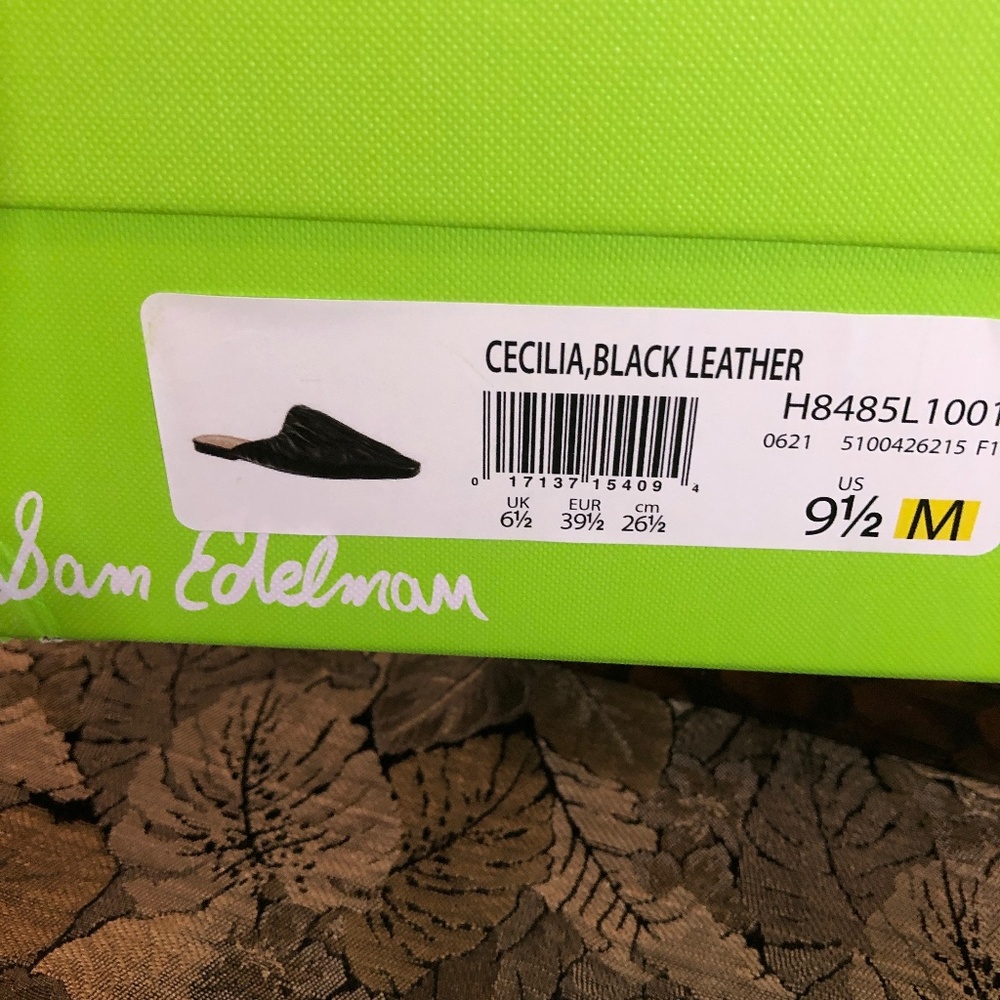 CECILIA,BLACK LEATHER
H8485L1001
0621 5100426215 F1
0 17137 15409 4
UK EUR cm
6½ 39½ 26½
US
9½ M
Sam Edelman